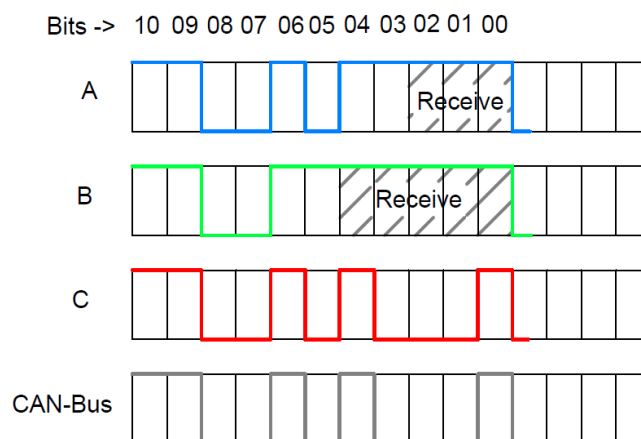 Bits -> 10 09 08 07 06 05 04 03 02 01 00
A
Receive
B
Receive
C
CAN-Bus